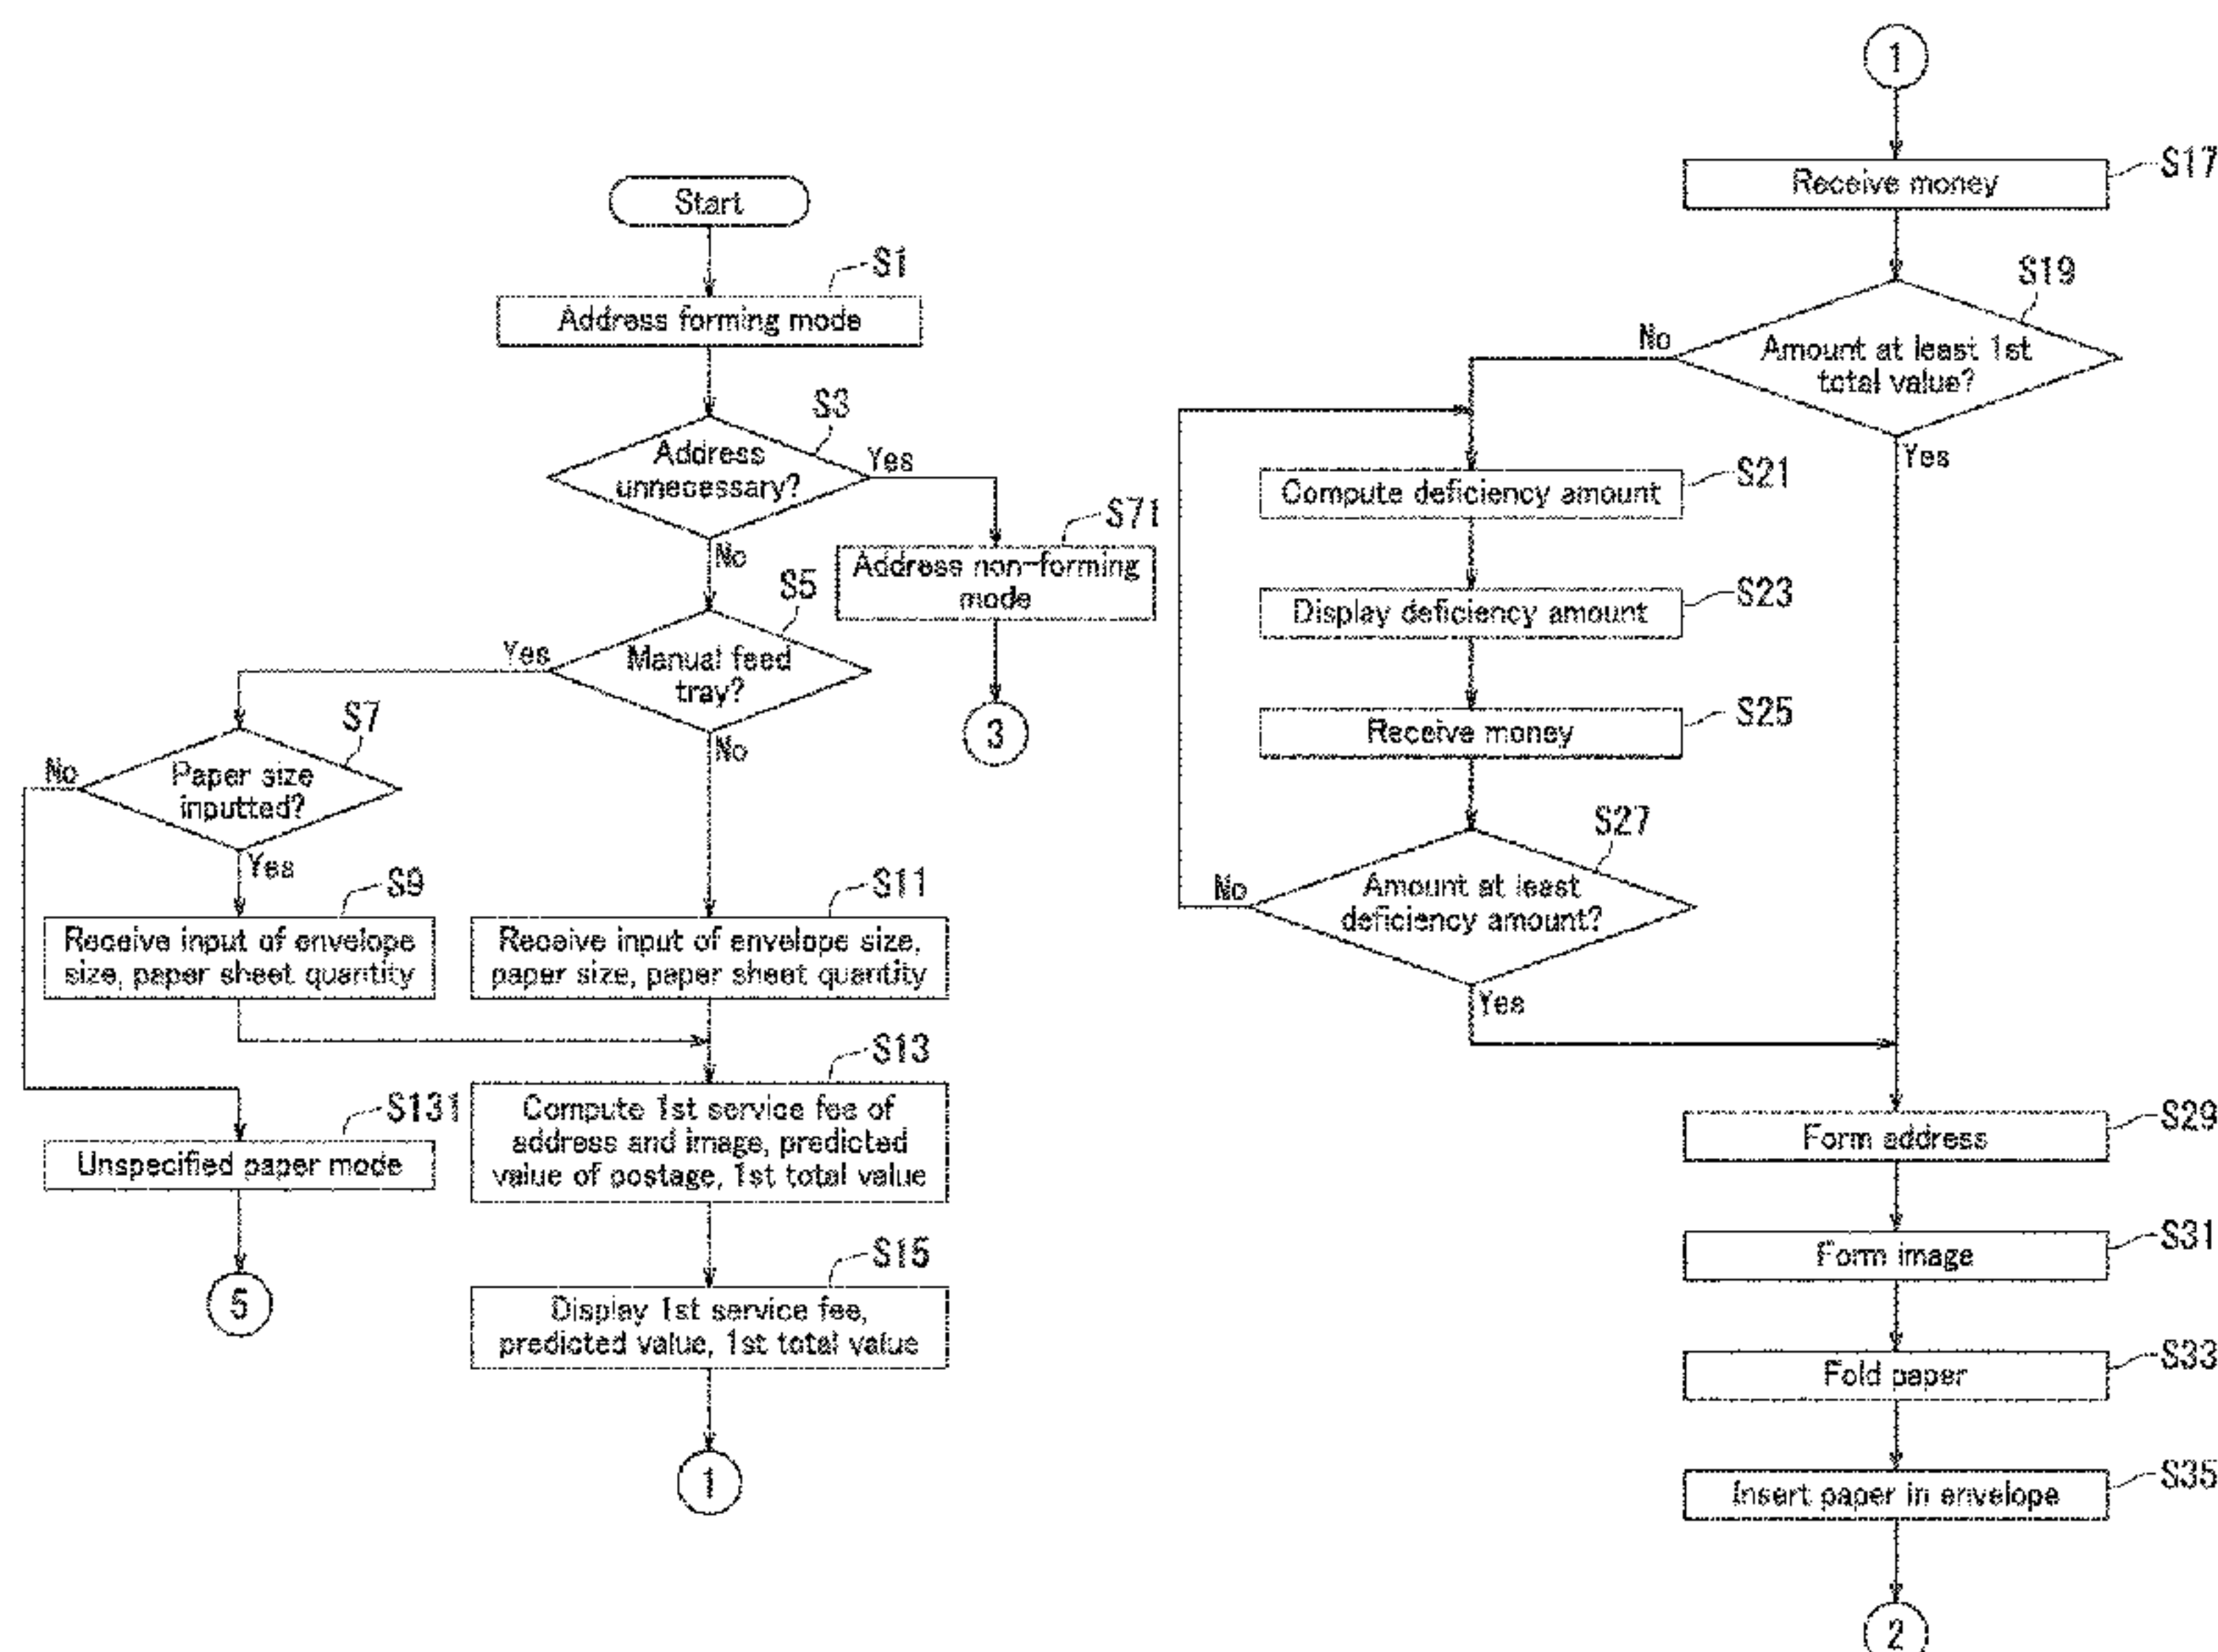 Start
S1
Address forming mode
S3
Address
unnecessary?
Yes
No
S71
Address non-forming
mode
3
S5
Manual feed
tray?
Yes
No
S7
Paper size
inputted?
No
Yes
S9
Receive input of envelope
size, paper sheet quantity
S11
Receive input of envelope size,
paper size, paper sheet quantity
S13
Compute 1st service fee of
address and image, predicted
value of postage, 1st total value
S131
Unspecified paper mode
5
S15
Display 1st service fee,
predicted value, 1st total value
1
1
S17
Receive money
S19
Amount at least 1st
total value?
No
Yes
S21
Compute deficiency amount
S23
Display deficiency amount
S25
Receive money
S27
Amount at least
deficiency amount?
No
Yes
S29
Form address
S31
Form image
S33
Fold paper
S35
Insert paper in envelope
2